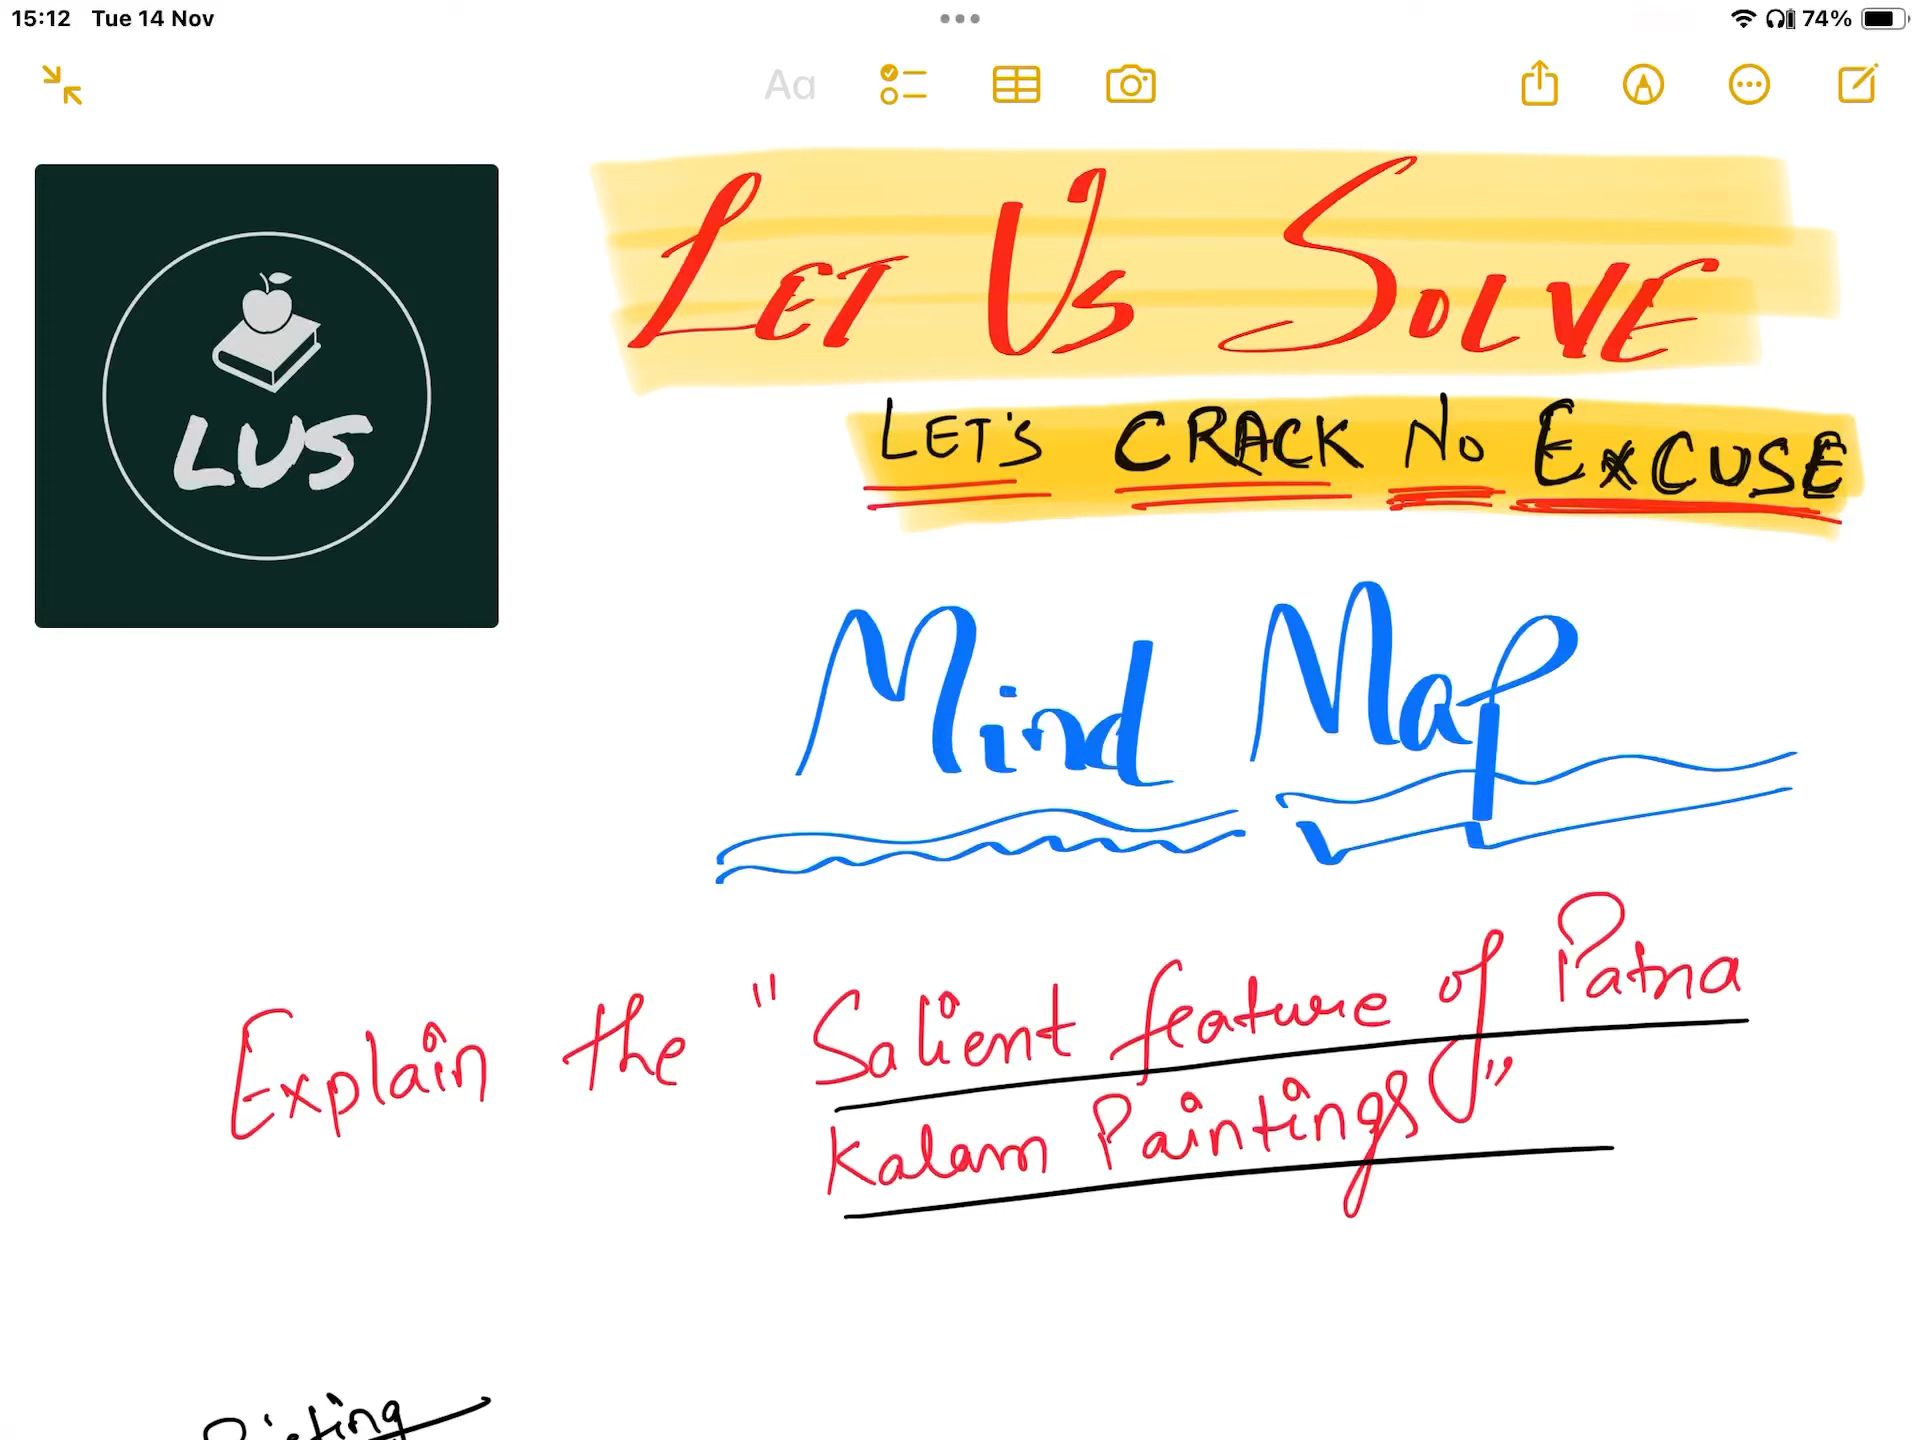 15:12 Tue 14 Nov
74%
Aa
LET US SOLVE
LET'S CRACK NO EXCUSE
LUS
Mind Map
Explain the "Salient feature of Patna
Kalam Paintings"